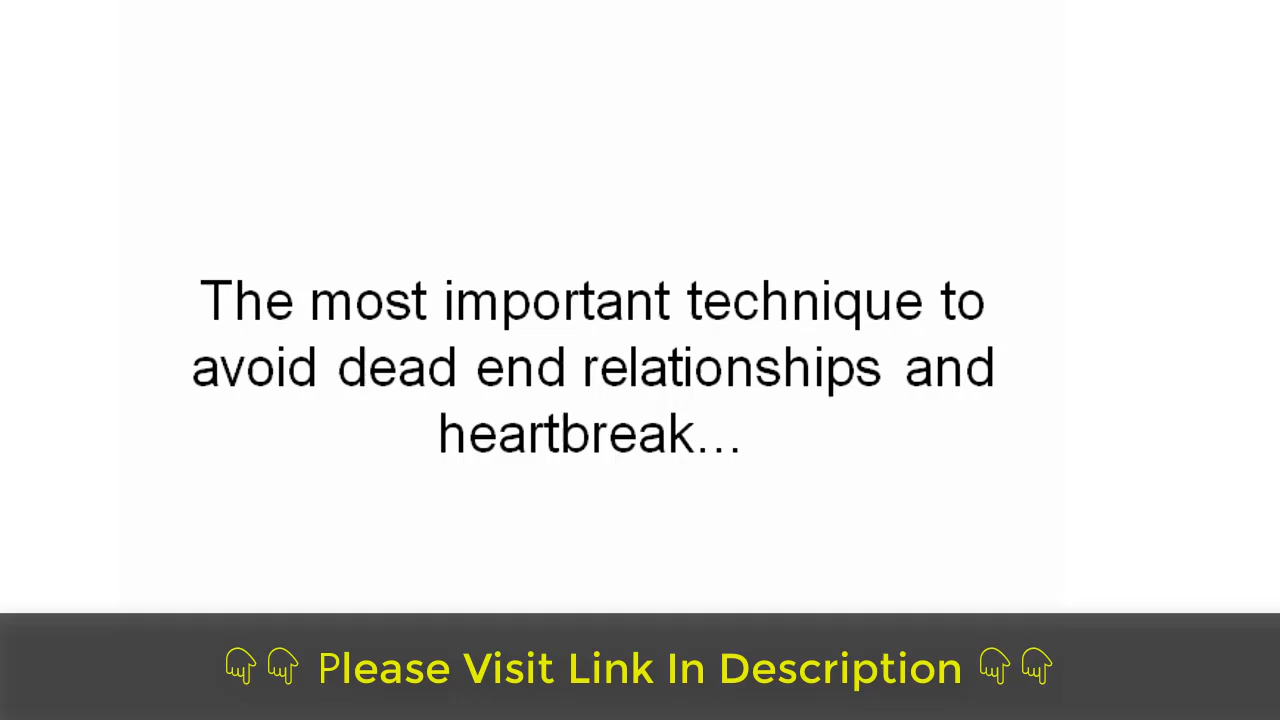 The most important technique to
avoid dead end relationships and
heartbreak...
Please Visit Link In Description